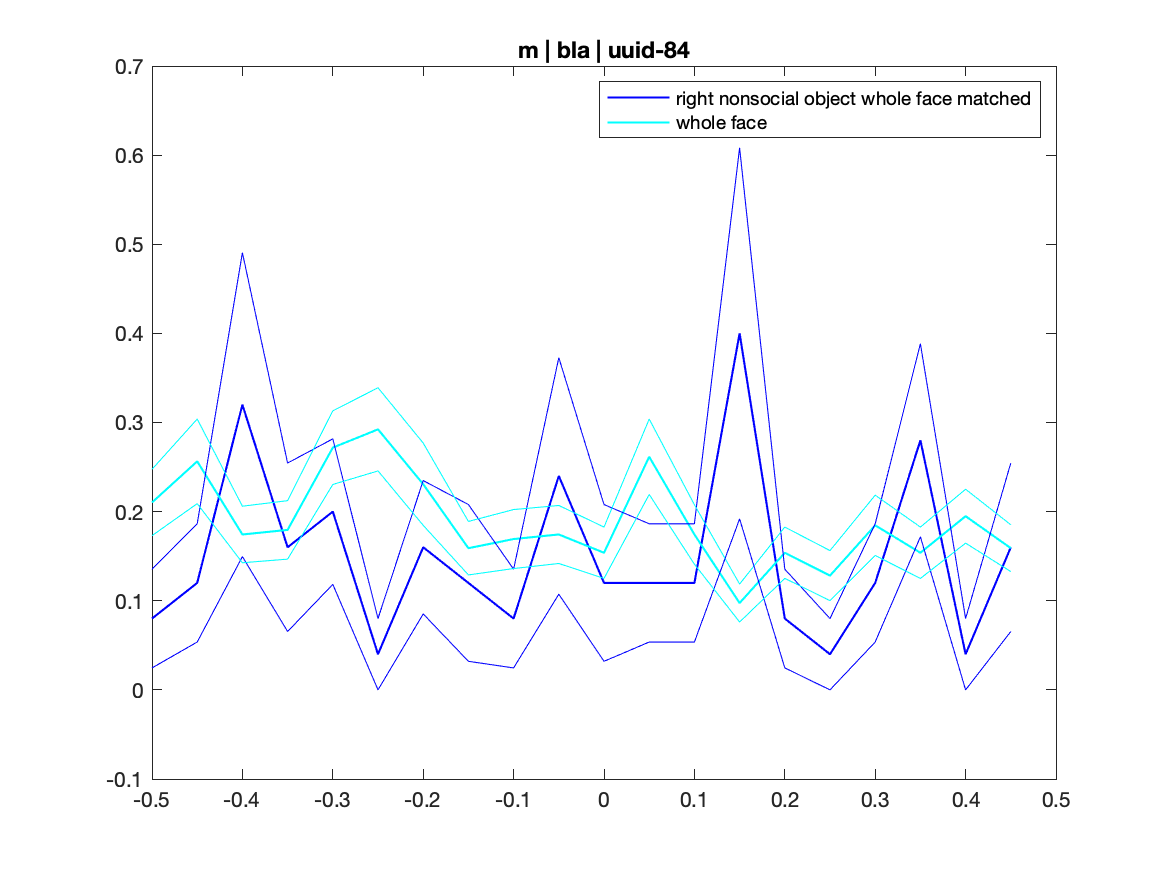 m | bla | uuid-84
0.7
right nonsocial object whole face matched
whole face
0.6
0.5
0.4
0.3
0.2
0.1
0
-0.1
-0.5 -0.4 -0.3 -0.2 -0.1 0 0.1 0.2 0.3 0.4 0.5